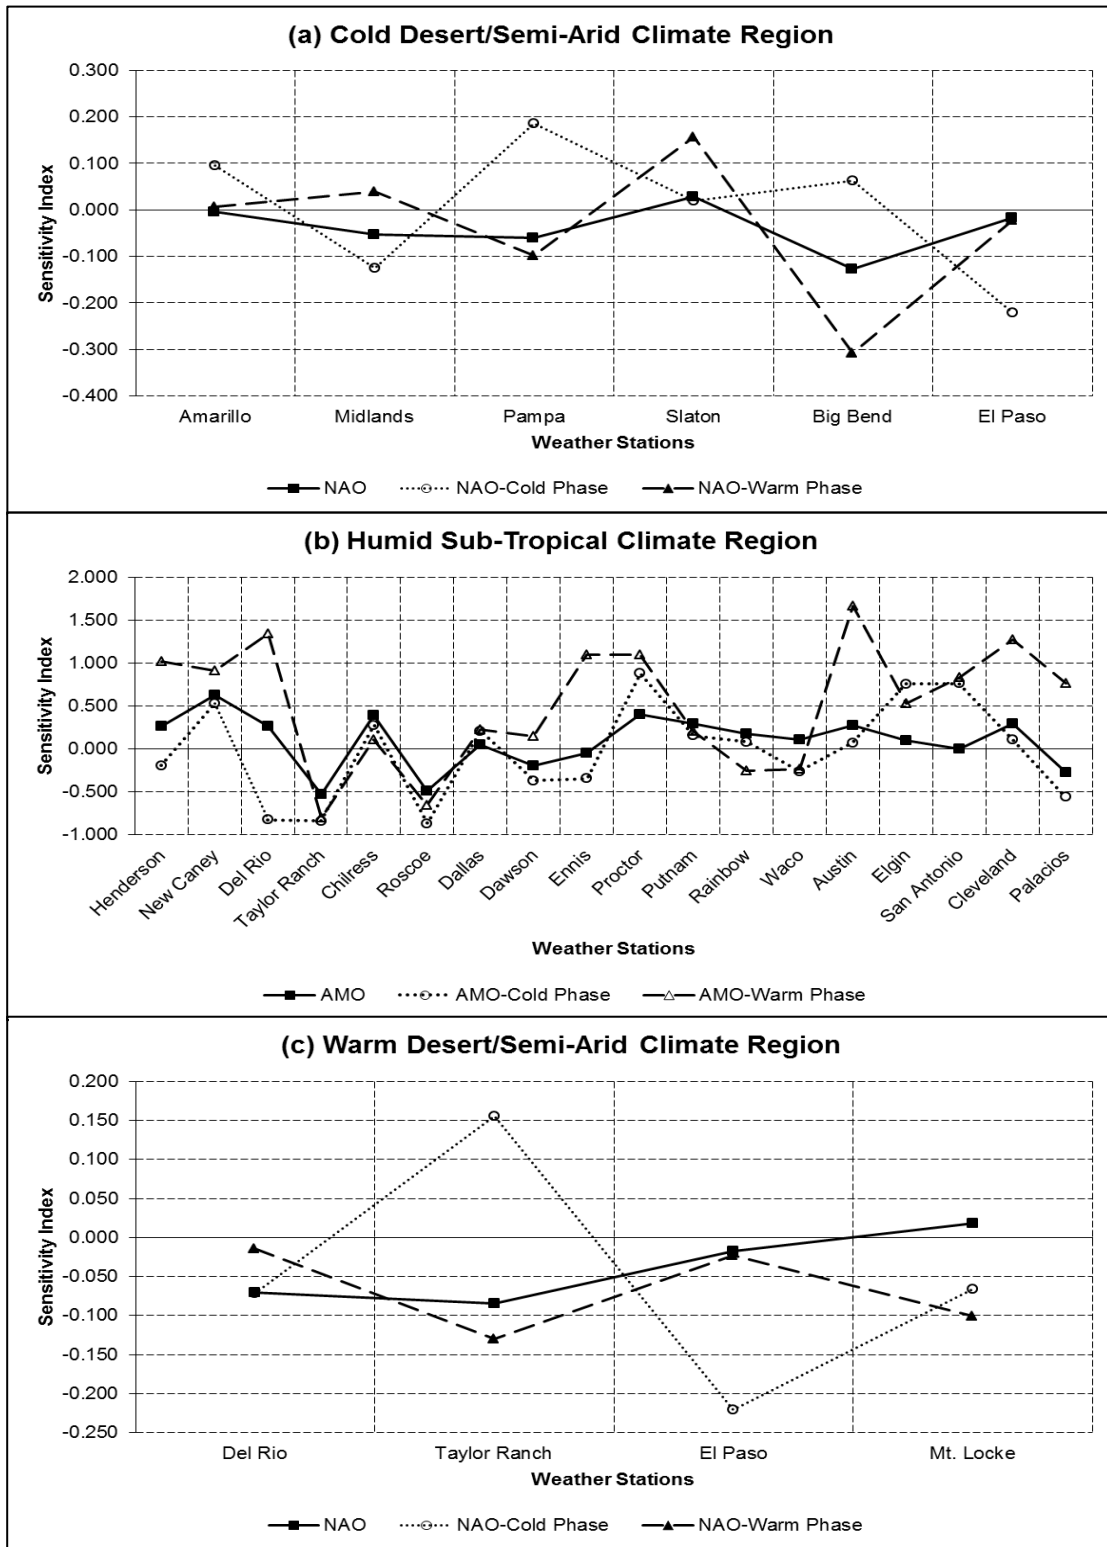 (a) Cold Desert/Semi-Arid Climate Region
0.300
0.200
0.100
0.000
-0.100
-0.200
-0.300
-0.400
Sensitivity Index
Amarillo Midlands Pampa Slaton Big Bend El Paso
Weather Stations
NAO NAO-Cold Phase NAO-Warm Phase
(b) Humid Sub-Tropical Climate Region
2.000
1.500
1.000
0.500
0.000
-0.500
-1.000
Sensitivity Index
Henderson New Caney Del Rio Taylor Ranch Chilress Roscoe Dallas Dawson Ennis Proctor Putnam Rainbow Waco Austin Elgin San Antonio Cleveland Palacios
Weather Stations
AMO AMO-Cold Phase AMO-Warm Phase
(c) Warm Desert/Semi-Arid Climate Region
0.200
0.150
0.100
0.050
0.000
-0.050
-0.100
-0.150
-0.200
-0.250
Sensitivity Index
Del Rio Taylor Ranch El Paso Mt. Locke
Weather Stations
NAO NAO-Cold Phase NAO-Warm Phase